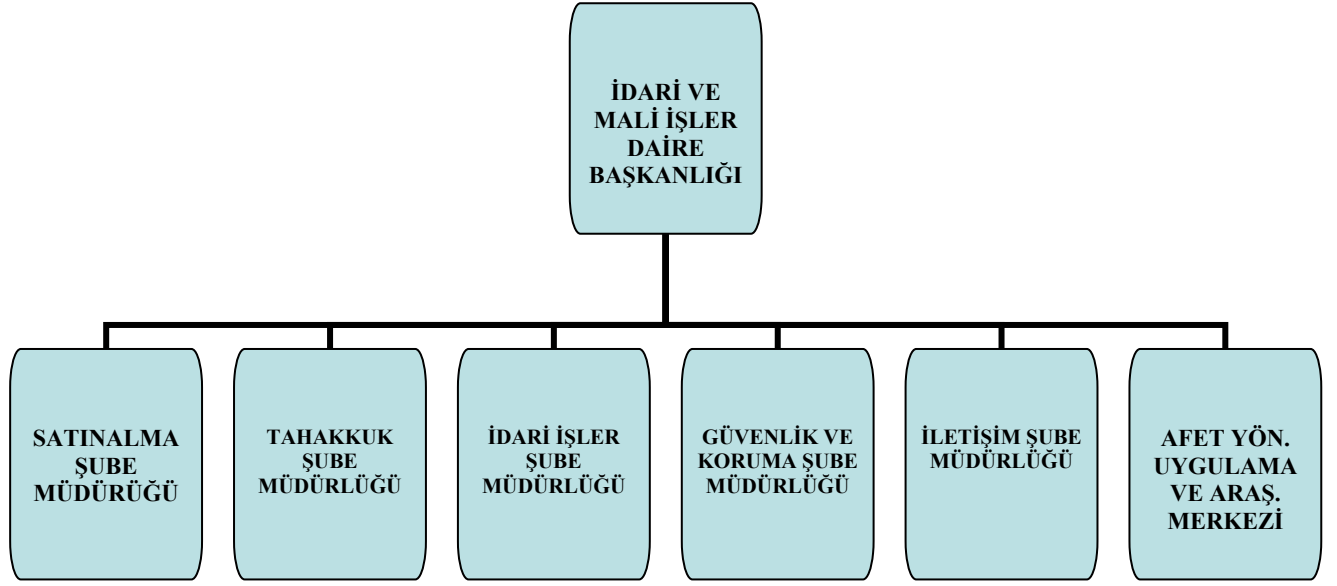 İDARİ VE
MALİ İŞLER
DAİRE
BAŞKANLIĞI
SATINALMA
ŞUBE
MÜDÜRÜĞÜ
TAHAKKUK
ŞUBE
MÜDÜRLÜĞÜ
İDARİ İŞLER
ŞUBE
MÜDÜRLÜĞÜ
GÜVENLİK VE
KORUMA ŞUBE
MÜDÜRLÜĞÜ
İLETİŞİM ŞUBE
MÜDÜRLÜĞÜ
AFET YÖN.
UYGULAMA
VE ARAŞ.
MERKEZİ